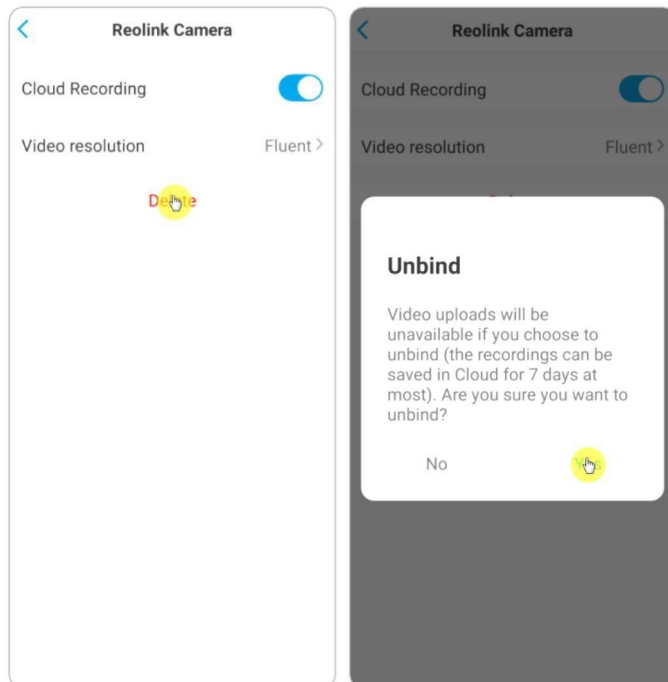 Reolink Camera
Cloud Recording
Video resolution
Fluent >
Reolink Camera
Cloud Recording
Video resolution
Fluent >
Unbind
Video uploads will be
unavailable if you choose to
unbind (the recordings can be
saved in Cloud for 7 days at
most). Are you sure you want to
unbind?
No